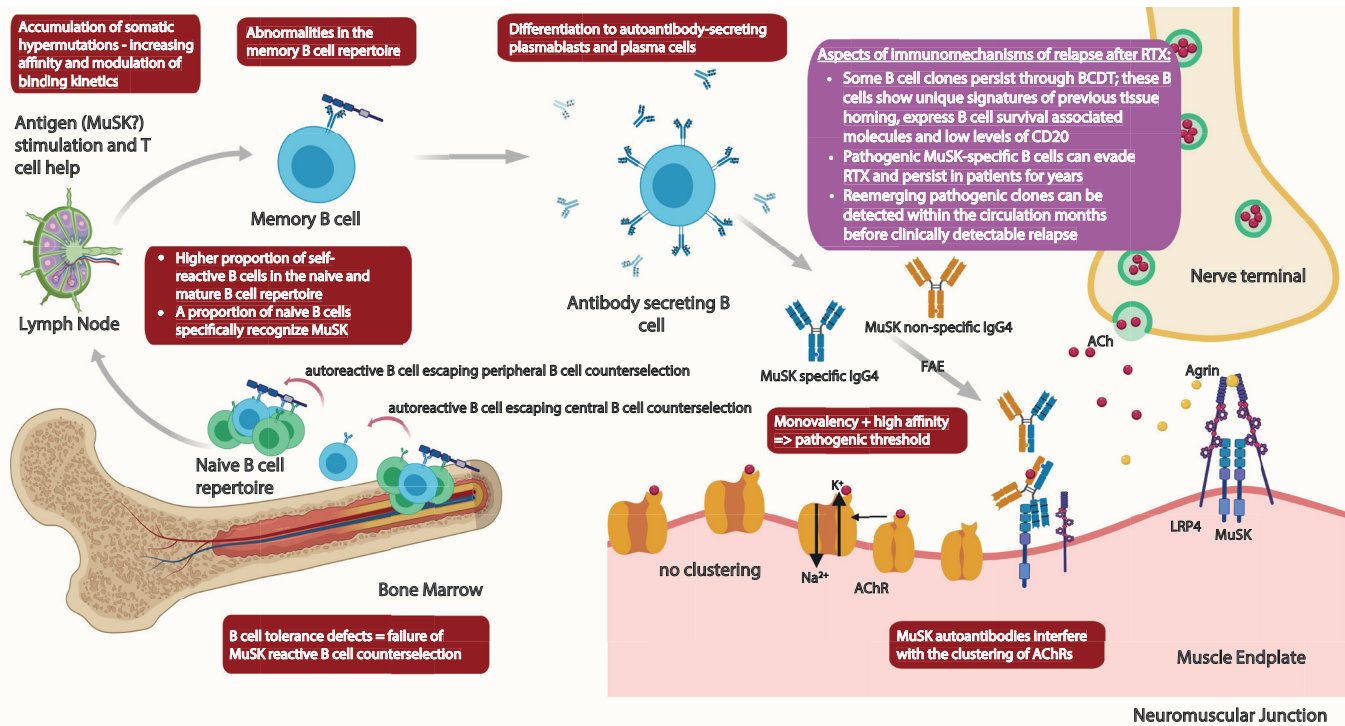 Accumulation of somatic
hypermutations - increasing
affinity and modulation of
binding kinetics
Abnormalities in the
memory B cell repertoire
Differentiation to autoantibody-secreting
plasmablasts and plasma cells
Aspects of immunomechanisms of relapse after RTX:
• Some B cell clones persist through BCDT; these B
cells show unique signatures of previous tissue
homing, express B cell survival associated
molecules and low levels of CD20
• Pathogenic MuSK-specific B cells can evade
RTX and persist in patients for years
• Reemerging pathogenic clones can be
detected within the circulation months
before clinically detectable relapse
Antigen (MuSK?)
stimulation and T
cell help
Memory B cell
• Higher proportion of self-
reactive B cells in the naive and
mature B cell repertoire
• A proportion of naive B cells
specifically recognize MuSK
Lymph Node
Antibody secreting B
cell
Nerve terminal
MuSK non-specific IgG4
MuSK specific IgG4
FAE
ACh
Agrin
autoreactive B cell escaping peripheral B cell counterselection
autoreactive B cell escaping central B cell counterselection
Monovalency + high affinity
=> pathogenic threshold
Naive B cell
repertoire
K+
Na²⁺
no clustering
AChR
LRP4
MuSK
Bone Marrow
B cell tolerance defects = failure of
MuSK reactive B cell counterselection
MuSK autoantibodies interfere
with the clustering of AChRs
Muscle Endplate
Neuromuscular Junction